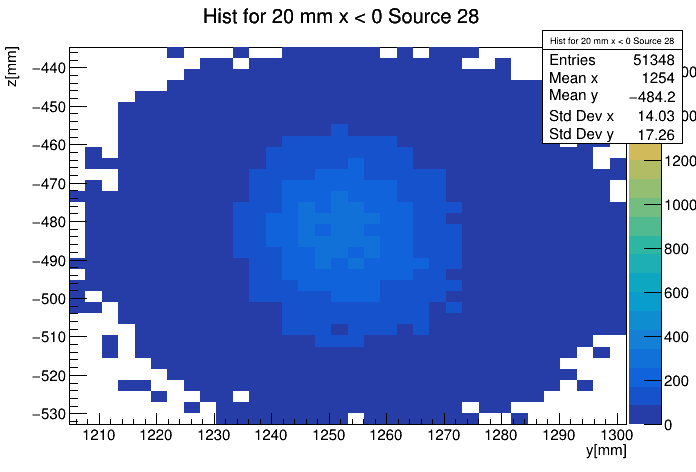 Hist for 20 mm x < 0 Source 28
Hist for 20 mm x < 0 Source 28
Entries 51348
Mean x 1254
Mean y −484.2
Std Dev x 14.03
Std Dev y 17.26
z[mm]
−440
−450
−460
−470
−480
−490
−500
−510
−520
−530
1210 1220 1230 1240 1250 1260 1270 1280 1290 1300
y[mm]
1200
1000
800
600
400
200
0